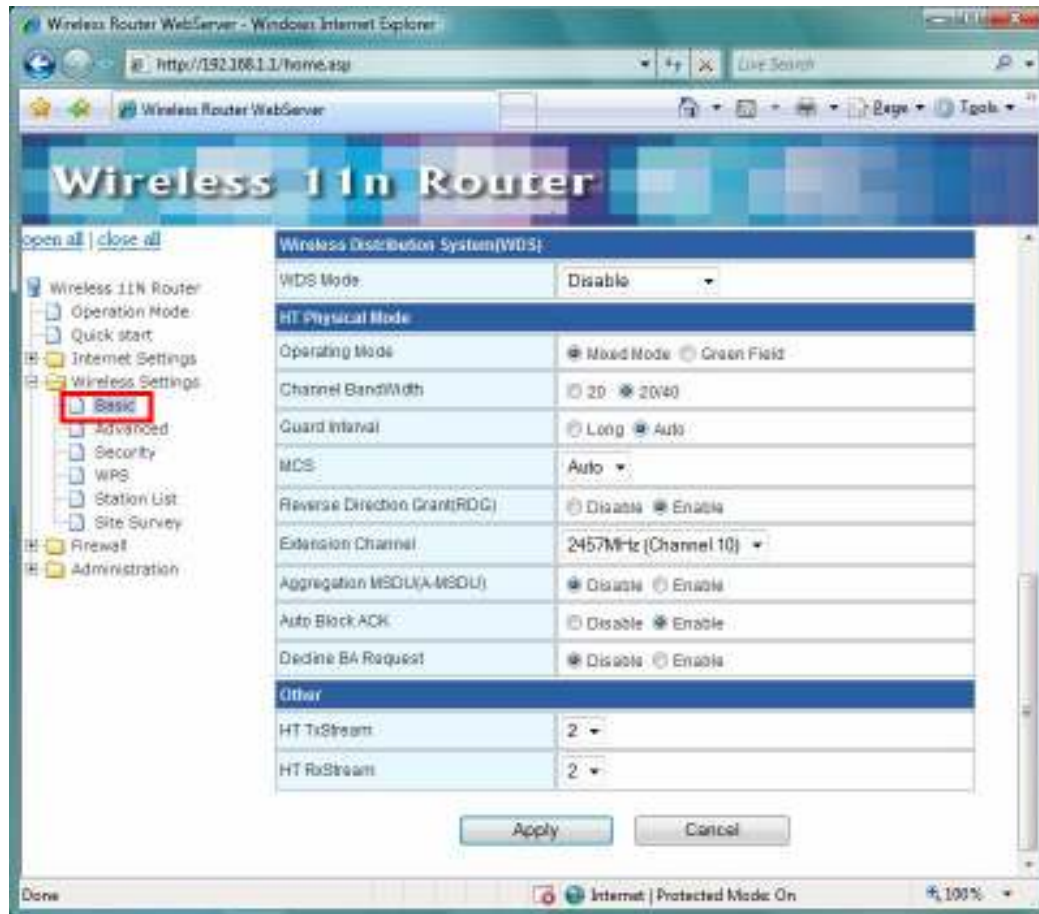 Wireless Router WebServer - Windows Internet Explorer
http://192.168.1.1/home.asp
Live Search
Wireless Router WebServer
Page
Tools
Wireless 11n Router
open all | close all
Wireless 11N Router
Operation Mode
Quick start
Internet Settings
Wireless Settings
Basic
Advanced
Security
WPS
Station List
Site Survey
Firewall
Administration
Wireless Distribution System(WDS)
WDS Mode Disable
HT Physical Mode
Operating Mode Mixed Mode Green Field
Channel BandWidth 20 20/40
Guard Interval Long Auto
MCS Auto
Reverse Direction Grant(RDG) Disable Enable
Extension Channel 2457MHz (Channel 10)
Aggregation MSDU(A-MSDU) Disable Enable
Auto Block ACK Disable Enable
Decline BA Request Disable Enable
Other
HT TxStream 2
HT RxStream 2
Apply Cancel
Done Internet | Protected Mode: On 100%